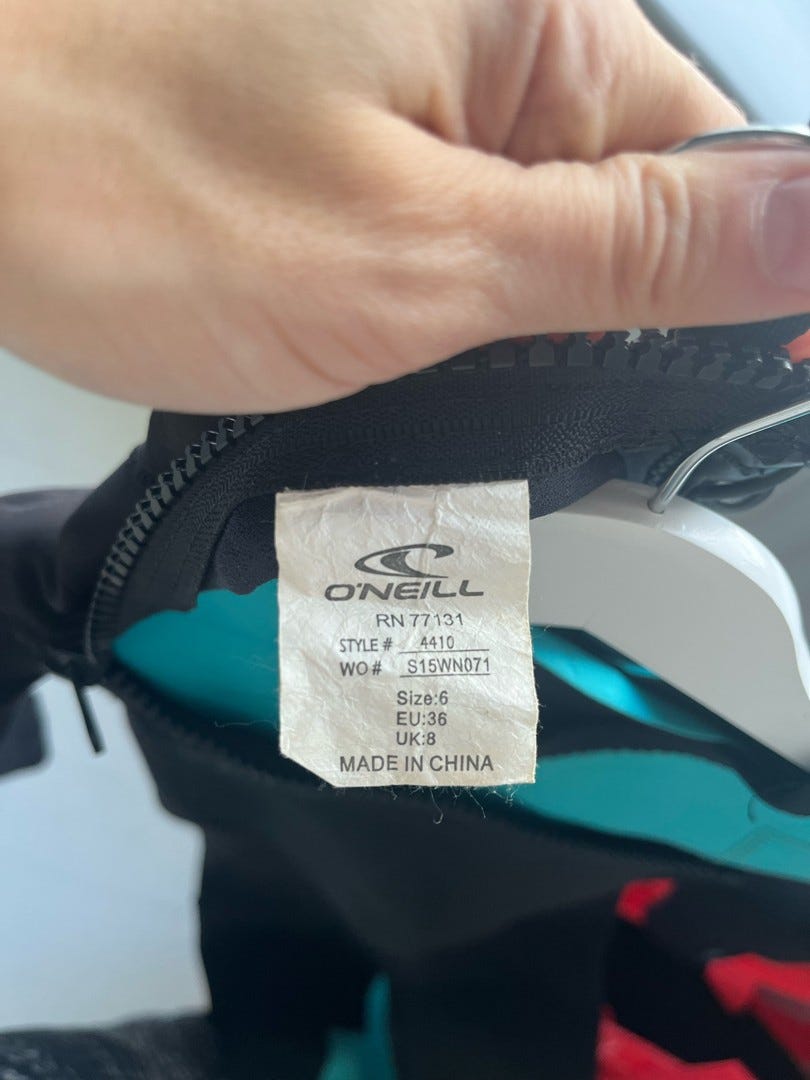 O'NEILL
RN 77131
STYLE # 4410
WO # S15WN071
Size:6
EU:36
UK:8
MADE IN CHINA